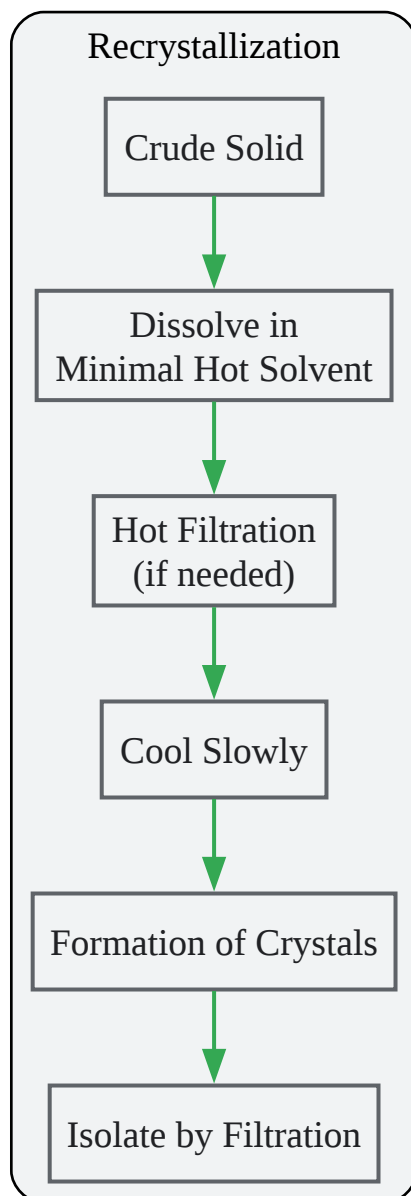 Recrystallization
Crude Solid
Dissolve in
Minimal Hot Solvent
Hot Filtration
(if needed)
Cool Slowly
Formation of Crystals
Isolate by Filtration